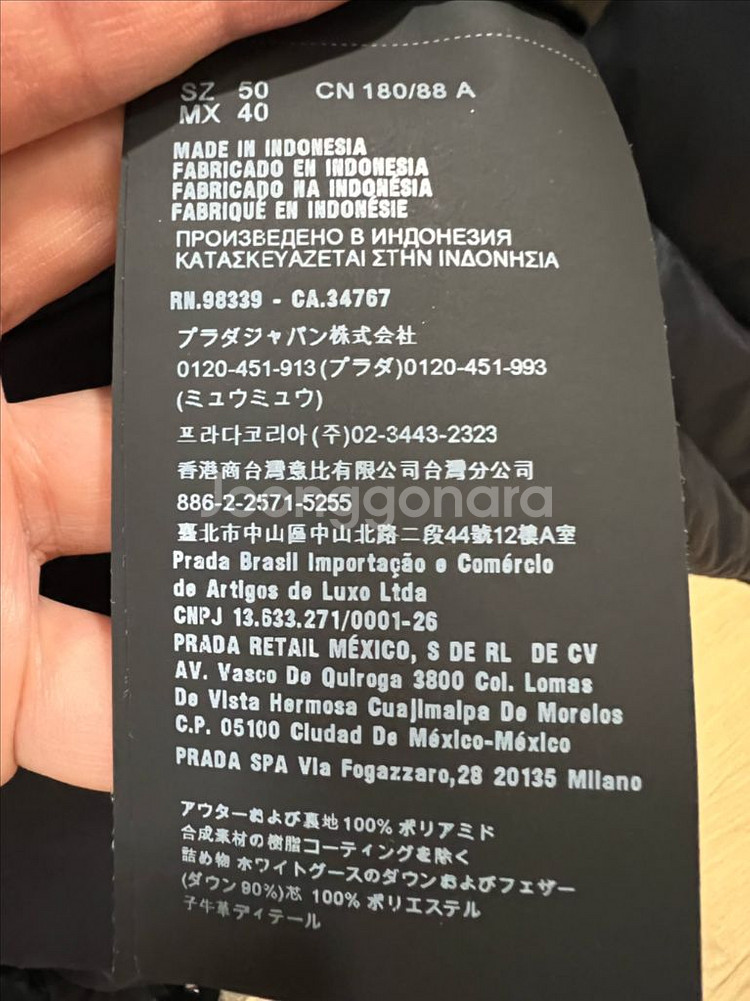 SZ 50 CN 180/88 A
MX 40
MADE IN INDONESIA
FABRICADO EN INDONESIA
FABRICADO NA INDONÉSIA
FABRIQUÉ EN INDONÉSIE
ПРОИЗВЕДЕНО В ИНДОНЕЗИЯ
ΚΑΤΑΣΚΕΥΑΖΕΤΑΙ ΣΤΗΝ ΙΝΔΟΝΗΣΙΑ
RN.98339 - CA.34767
プラダジャパン株式会社
0120-451-913(プラダ)0120-451-993
(ミュウミュウ)
프라다코리아(주)02-3443-2323
香港商台灣意比有限公司台灣分公司
Joonggonara
886-2-2571-5255
臺北市中山區中山北路二段44號12樓A室
Prada Brasil Importação e Comércio
de Artigos de Luxo Ltda
CNPJ 13.633.271/0001-26
PRADA RETAIL MÉXICO, S DE RL DE CV
AV. Vasco De Quiroga 3800 Col. Lomas
De Vista Hermosa Cuajimalpa De Morelos
C.P. 05100 Ciudad De México-México
PRADA SPA Via Fogazzaro,28 20135 Milano
アウターおよび裏地100% ポリアミド
合成素材の樹脂コーティングを除く
詰め物 ホワイトグースのダウンおよびフェザー
(ダウン 90%)芯 100% ポリエステル
子牛革ディテール